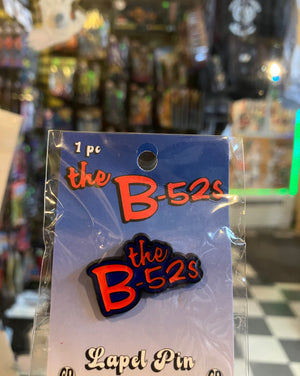 1 pc
the
B-52s
the
B-52s
Lapel Pin